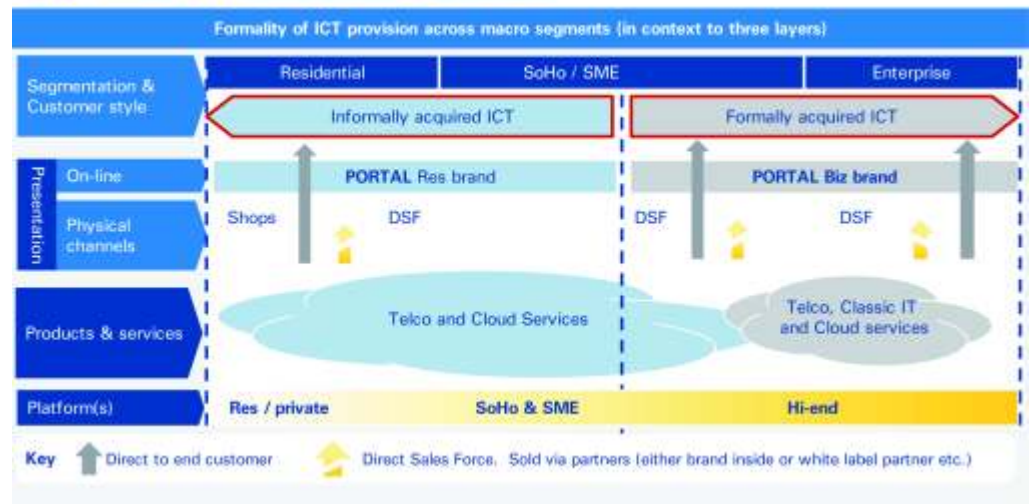 Formality of ICT provision across macro segments (in context to three layers)
Segmentation &
Customer style
Residential
SoHo / SME
Enterprise
Informally acquired ICT
Formally acquired ICT
Presentation
On-line
PORTAL Res brand
PORTAL Biz brand
Physical
channels
Shops
DSF
DSF
DSF
Products & services
Telco and Cloud Services
Telco, Classic IT
and Cloud services
Platform(s)
Res / private
SoHo & SME
Hi-end
Key
Direct to end customer
Direct Sales Force. Sold via partners (either brand inside or white label partner etc.)